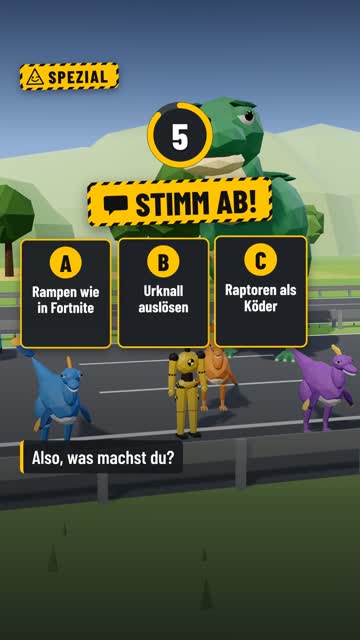 SPEZIAL
5
STIMM AB!
A
Rampen wie
in Fortnite
B
Urknall
auslösen
C
Raptoren als
Köder
Also, was machst du?